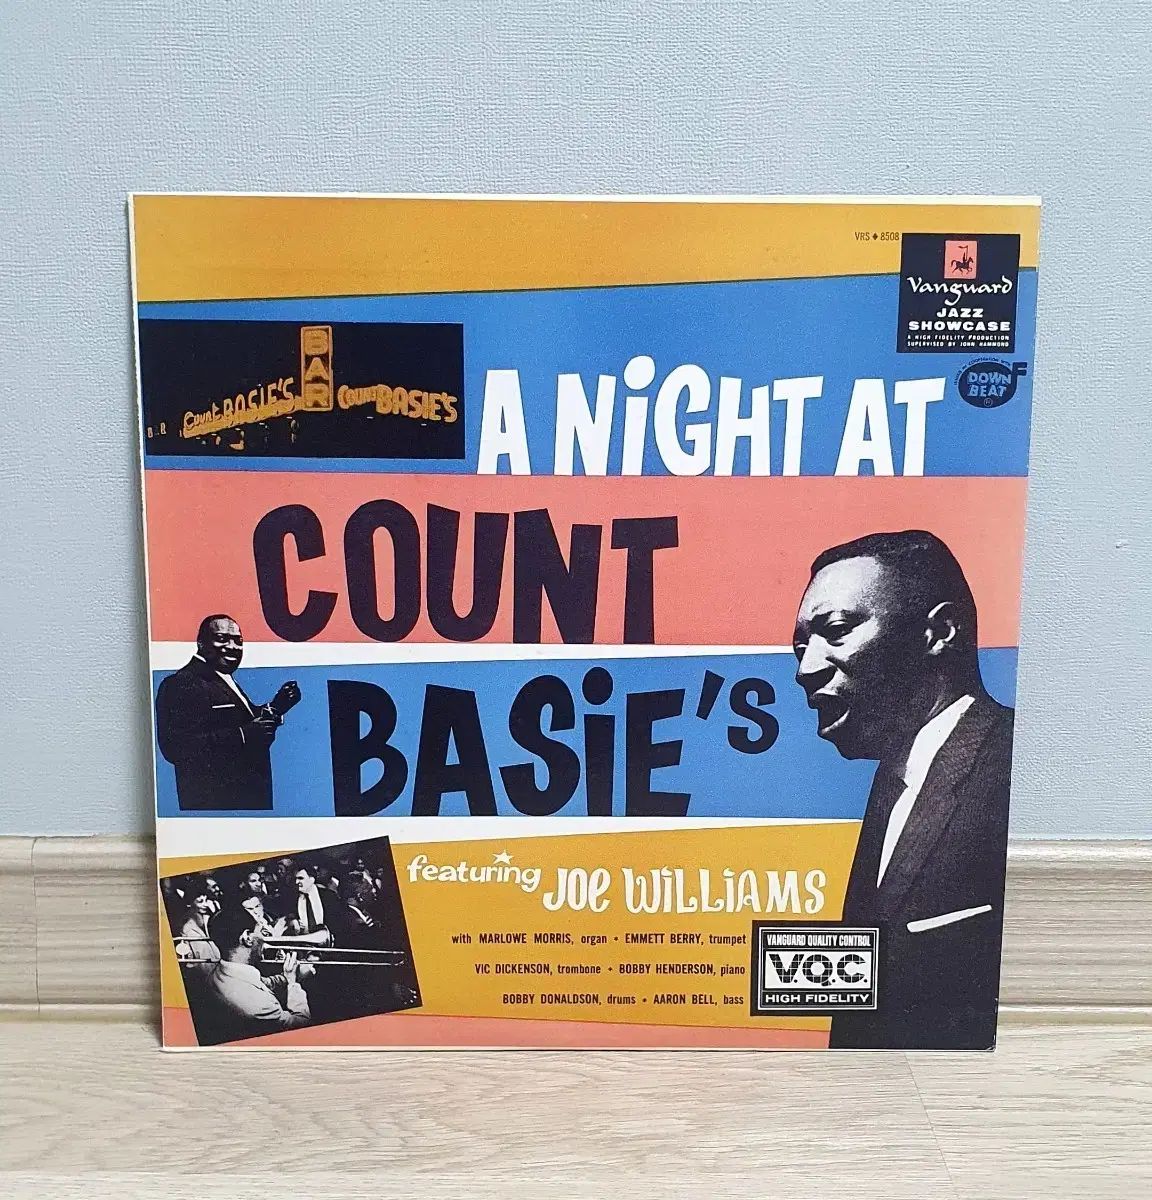 VRS ♦ 8508
Vanguard
JAZZ
SHOWCASE
A HIGH FIDELITY PRODUCTION
SUPERVISED BY JOHN HAMMOND
DOWN
BEAT
BAR
Count BASIE'S
COUNT BASIE'S
A NiGHT AT
COUNT
BASiE'S
featuring JOe WiLLiAMS
with MARLOWE MORRIS, organ • EMMETT BERRY, trumpet
VIC DICKENSON, trombone • BOBBY HENDERSON, piano
BOBBY DONALDSON, drums • AARON BELL, bass
VANGUARD QUALITY CONTROL
V.Q.C.
HIGH FIDELITY